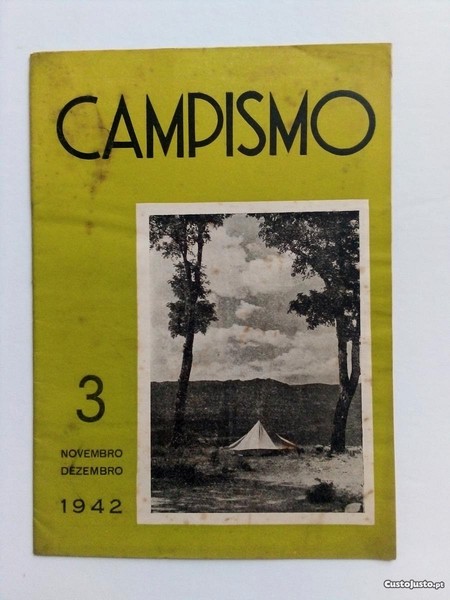 CAMPISMO
3
NOVEMBRO
DEZEMBRO
1942
CustoJusto.pt